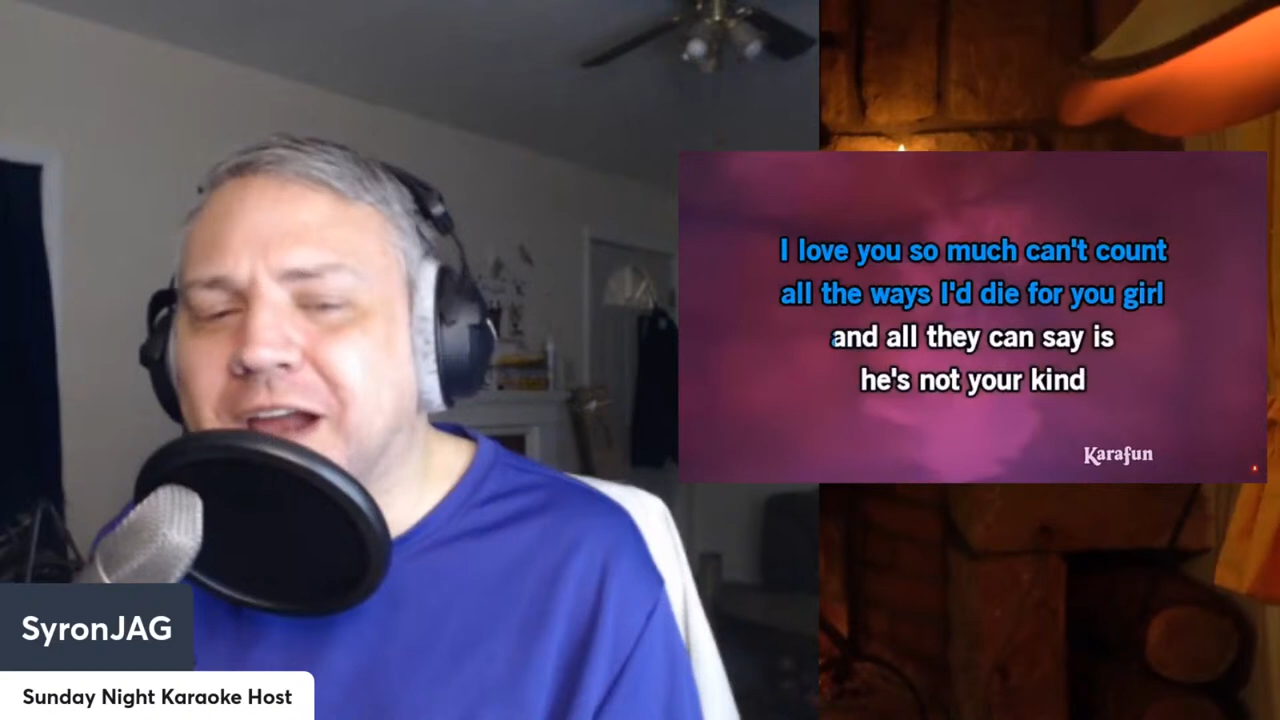 I love you so much can't count
all the ways I'd die for you girl
and all they can say is
he's not your kind
Karafun
SyronJAG
Sunday Night Karaoke Host